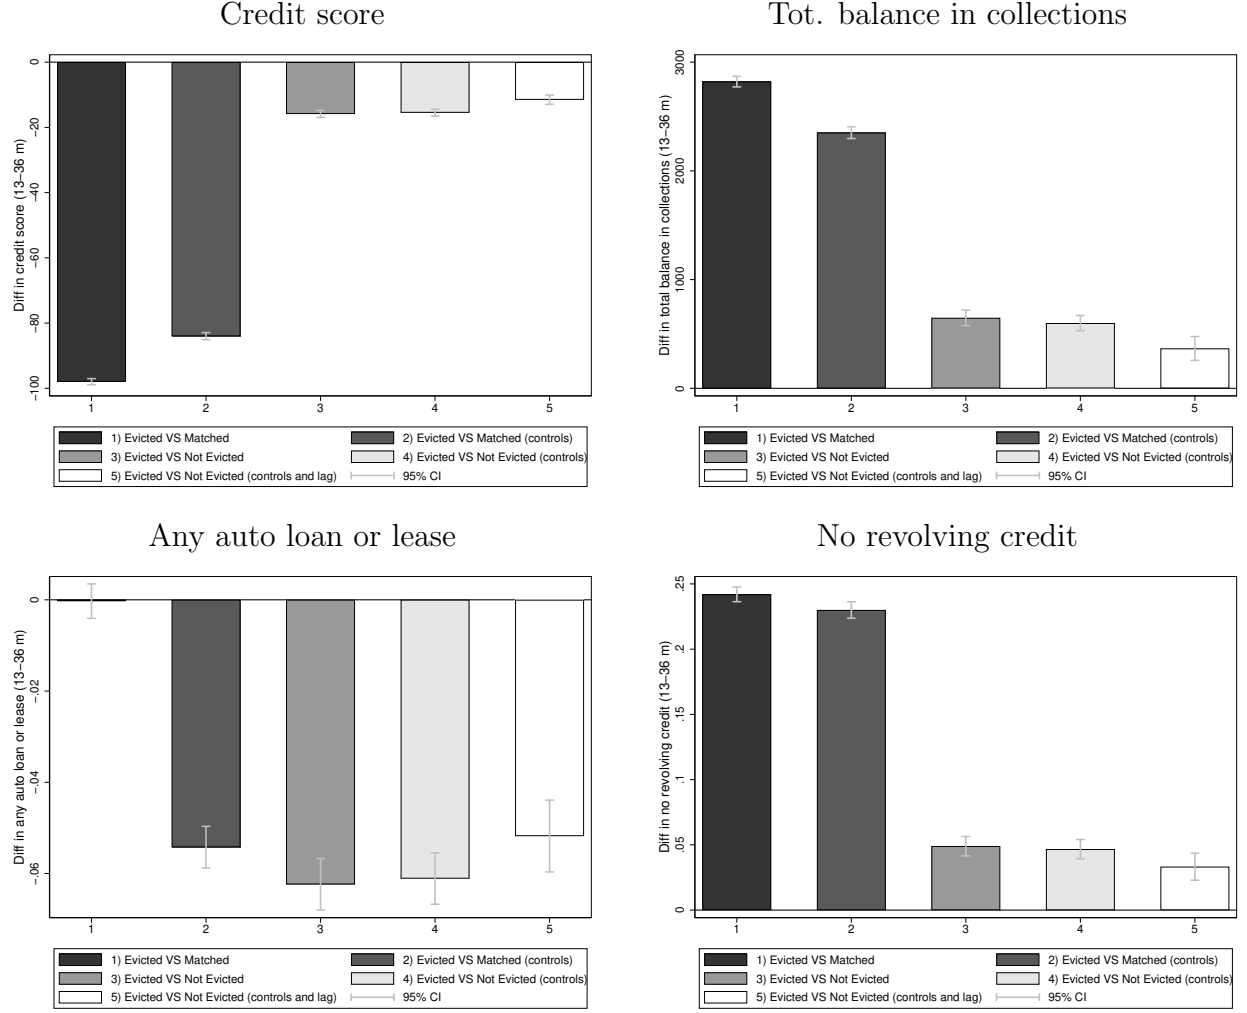 Credit score
Diff in credit score (13−36 m)
0
−20
−40
−60
−80
−100
1 2 3 4 5
1) Evicted VS Matched 2) Evicted VS Matched (controls)
3) Evicted VS Not Evicted 4) Evicted VS Not Evicted (controls)
5) Evicted VS Not Evicted (controls and lag) 95% CI
Tot. balance in collections
Diff in total balance in collections (13−36 m)
3000
2000
1000
0
1 2 3 4 5
1) Evicted VS Matched 2) Evicted VS Matched (controls)
3) Evicted VS Not Evicted 4) Evicted VS Not Evicted (controls)
5) Evicted VS Not Evicted (controls and lag) 95% CI
Any auto loan or lease
Diff in any auto loan or lease (13−36 m)
0
−.02
−.04
−.06
1 2 3 4 5
1) Evicted VS Matched 2) Evicted VS Matched (controls)
3) Evicted VS Not Evicted 4) Evicted VS Not Evicted (controls)
5) Evicted VS Not Evicted (controls and lag) 95% CI
No revolving credit
Diff in no revolving credit (13−36 m)
.25
.2
.15
.1
.05
0
1 2 3 4 5
1) Evicted VS Matched 2) Evicted VS Matched (controls)
3) Evicted VS Not Evicted 4) Evicted VS Not Evicted (controls)
5) Evicted VS Not Evicted (controls and lag) 95% CI